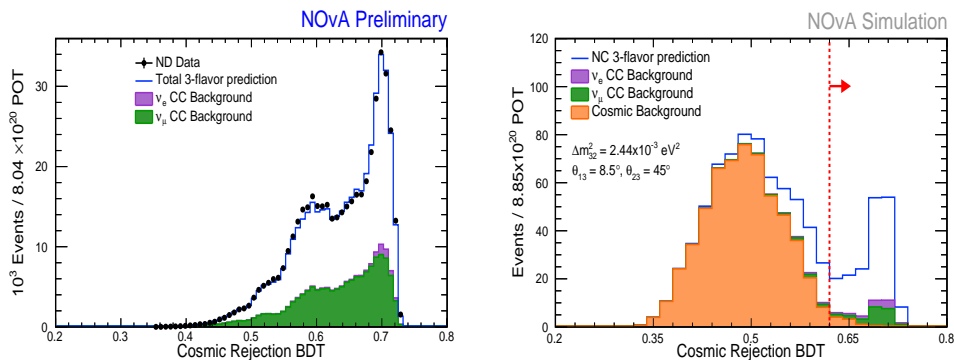 NOvA Preliminary
ND Data
Total 3-flavor prediction
νe CC Background
νμ CC Background
10³ Events / 8.04 ×10²⁰ POT
30
20
10
0
0.2 0.3 0.4 0.5 0.6 0.7 0.8
Cosmic Rejection BDT
NOvA Simulation
NC 3-flavor prediction
νe CC Background
νμ CC Background
Cosmic Background
Δm²32 = 2.44x10⁻³ eV²
θ13 = 8.5°, θ23 = 45°
Events / 8.85x10²⁰ POT
120
100
80
60
40
20
0
0.2 0.35 0.5 0.65 0.8
Cosmic Rejection BDT